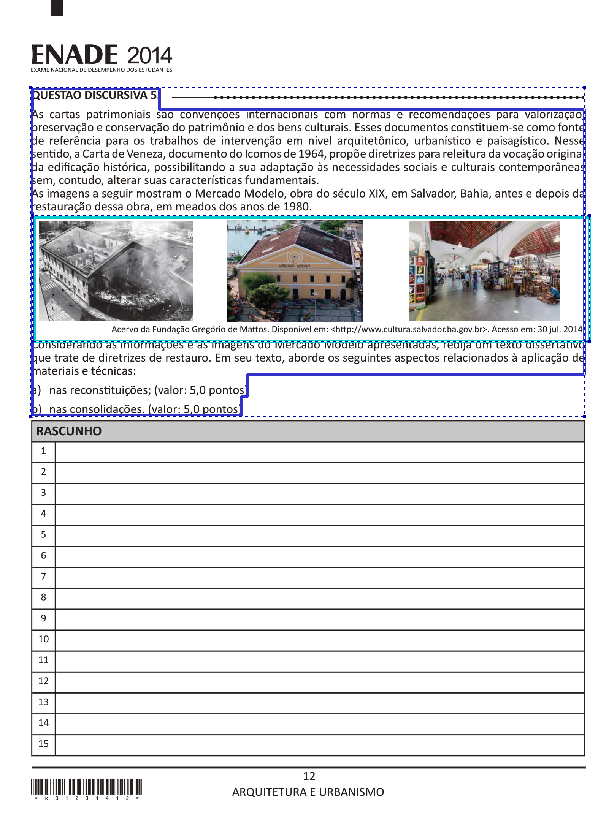 ENADE 2014
EXAME NACIONAL DE DESEMPENHO DOS ESTUDANTES
QUESTÃO DISCURSIVA 5
As cartas patrimoniais são convenções internacionais com normas e recomendações para valorização,
preservação e conservação do patrimônio e dos bens culturais. Esses documentos constituem-se como fonte
de referência para os trabalhos de intervenção em nível arquitetônico, urbanístico e paisagístico. Nesse
sentido, a Carta de Veneza, documento do Icomos de 1964, propõe diretrizes para releitura da vocação original
da edificação histórica, possibilitando a sua adaptação às necessidades sociais e culturais contemporâneas
sem, contudo, alterar suas características fundamentais.
As imagens a seguir mostram o Mercado Modelo, obra do século XIX, em Salvador, Bahia, antes e depois da
restauração dessa obra, em meados dos anos de 1980.
Acervo da Fundação Gregório de Mattos. Disponível em: <http://www.cultura.salvador.ba.gov.br>. Acesso em: 30 jul. 2014.
Considerando as informações e as imagens do Mercado Modelo apresentadas, redija um texto dissertativo
que trate de diretrizes de restauro. Em seu texto, aborde os seguintes aspectos relacionados à aplicação de
materiais e técnicas:
a) nas reconstituições; (valor: 5,0 pontos)
b) nas consolidações. (valor: 5,0 pontos)
RASCUNHO
1
2
3
4
5
6
7
8
9
10
11
12
13
14
15
12
ARQUITETURA E URBANISMO